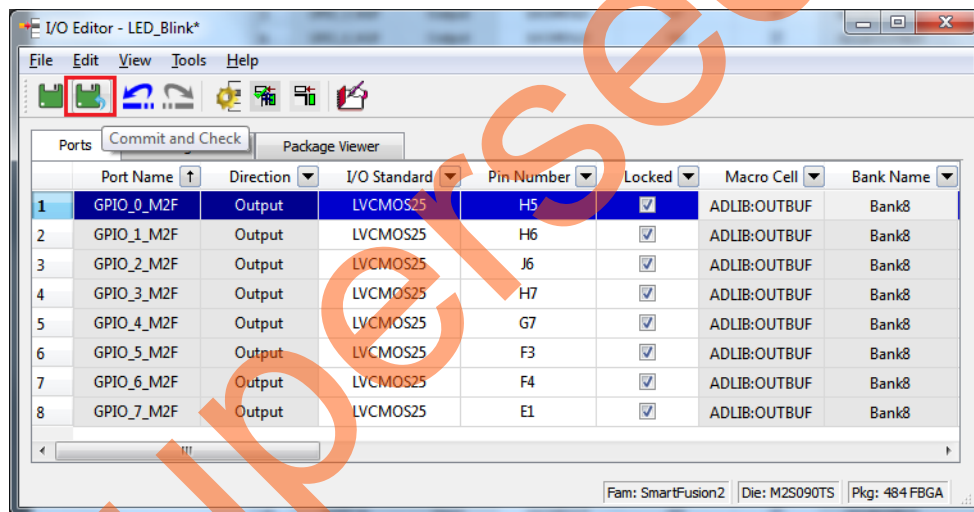 I/O Editor - LED_Blink*
File Edit View Tools Help
Commit and Check
Ports Package Viewer
Port Name Direction I/O Standard Pin Number Locked Macro Cell Bank Name
1 GPIO_0_M2F Output LVCMOS25 H5 ADLIB:OUTBUF Bank8
2 GPIO_1_M2F Output LVCMOS25 H6 ADLIB:OUTBUF Bank8
3 GPIO_2_M2F Output LVCMOS25 J6 ADLIB:OUTBUF Bank8
4 GPIO_3_M2F Output LVCMOS25 H7 ADLIB:OUTBUF Bank8
5 GPIO_4_M2F Output LVCMOS25 G7 ADLIB:OUTBUF Bank8
6 GPIO_5_M2F Output LVCMOS25 F3 ADLIB:OUTBUF Bank8
7 GPIO_6_M2F Output LVCMOS25 F4 ADLIB:OUTBUF Bank8
8 GPIO_7_M2F Output LVCMOS25 E1 ADLIB:OUTBUF Bank8
Fam: SmartFusion2 Die: M2S090TS Pkg: 484 FBGA